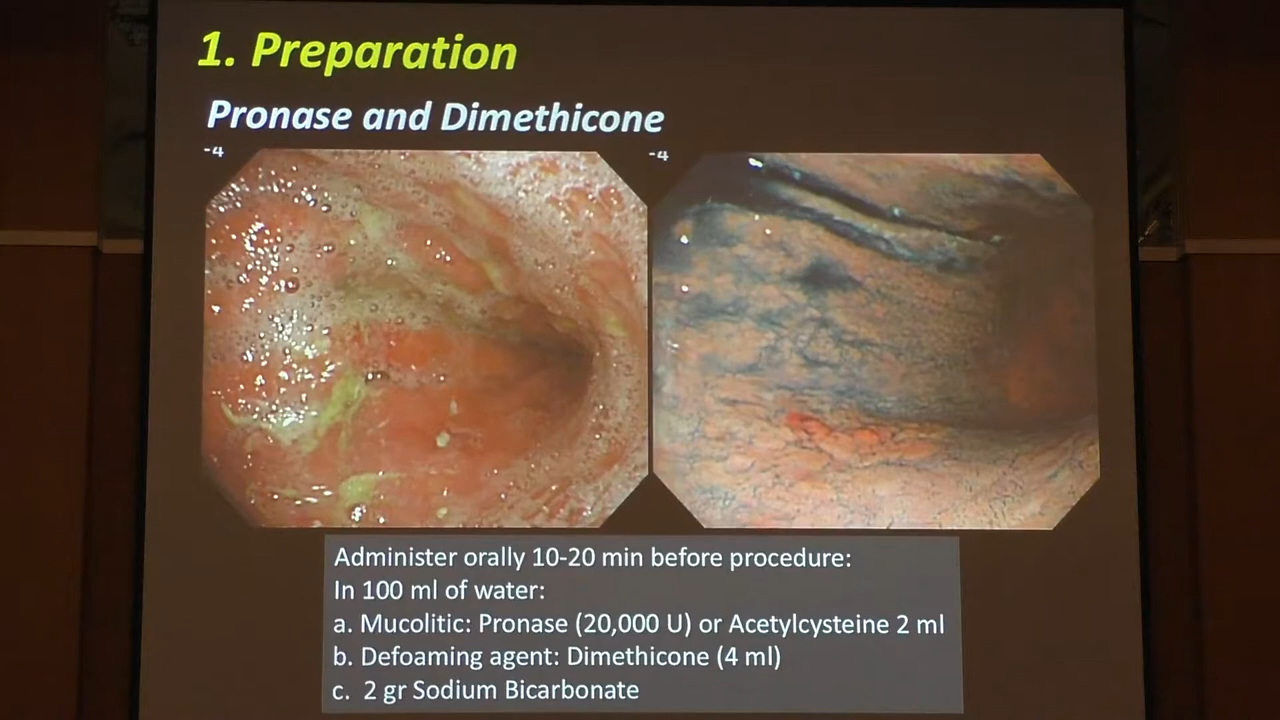 1. Preparation
Pronase and Dimethicone
-4
-4
Administer orally 10-20 min before procedure:
In 100 ml of water:
a. Mucolitic: Pronase (20,000 U) or Acetylcysteine 2 ml
b. Defoaming agent: Dimethicone (4 ml)
c. 2 gr Sodium Bicarbonate